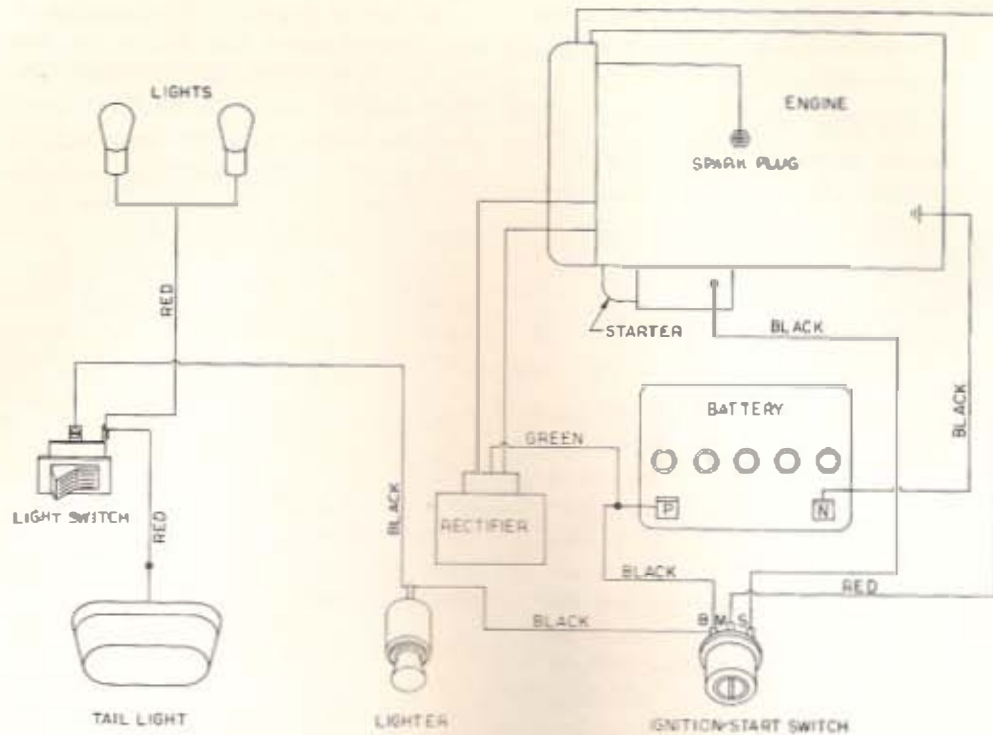 LIGHTS
ENGINE
SPARK PLUG
RED
STARTER
BLACK
BATTERY
BLACK
GREEN
P
N
BLACK
RECTIFIER
LIGHT SWITCH
RED
BLACK
RED
BLACK
B M S
TAIL LIGHT
LIGHTER
IGNITION-START SWITCH